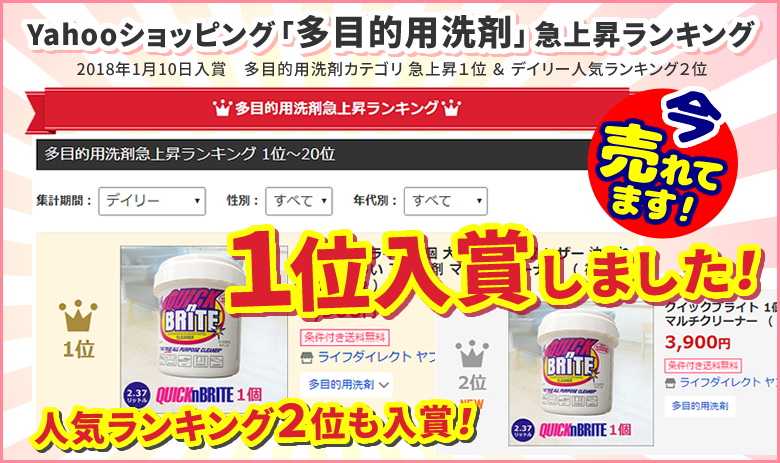 Yahooショッピング「多目的用洗剤」急上昇ランキング
2018年1月10日入賞　多目的用洗剤カテゴリ 急上昇1位 ＆ デイリー人気ランキング2位
多目的用洗剤急上昇ランキング
今
売れて
ます！
多目的用洗剤急上昇ランキング 1位～20位
集計期間： デイリー 性別： すべて 年代別： すべて
1位入賞しました！
1位
QUICK
n
BRITE
CLEANER
ALL PURPOSE CLEANER
2.37
リットル
QUICKnBRITE 1個
条件付き送料無料
ライフダイレクト ヤフ
多目的用洗剤
2位
NEW
QUICK
n
BRITE
2.37
リットル
QUICKnBRITE 1個
クイックブライト 1個
マルチクリーナー （
3,900円
条件付き送料無料
ライフダイレクト ヤ
多目的用洗剤
人気ランキング2位も入賞！